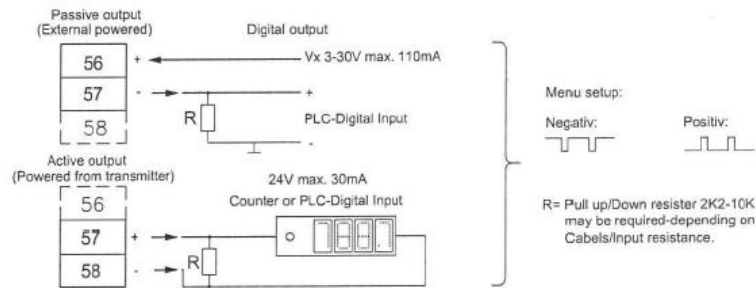 Passive output
(External powered)
Digital output
56 + Vx 3-30V max. 110mA
57 - +
R
PLC-Digital Input
58 -
Active output
(Powered from transmitter)
24V max. 30mA
Counter or PLC-Digital Input
56
57 +
R
58 -
Menu setup:
Negativ: Positiv:
R= Pull up/Down resister 2K2-10K
may be required-depending on
Cabels/Input resistance.